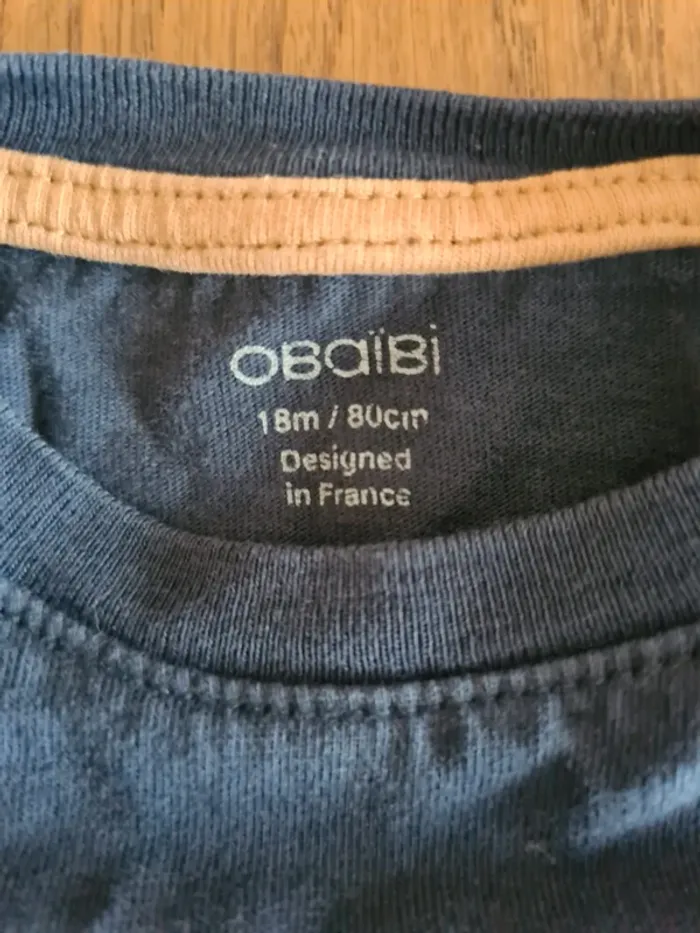 OBaïBi
18m / 80cm
Designed
in France